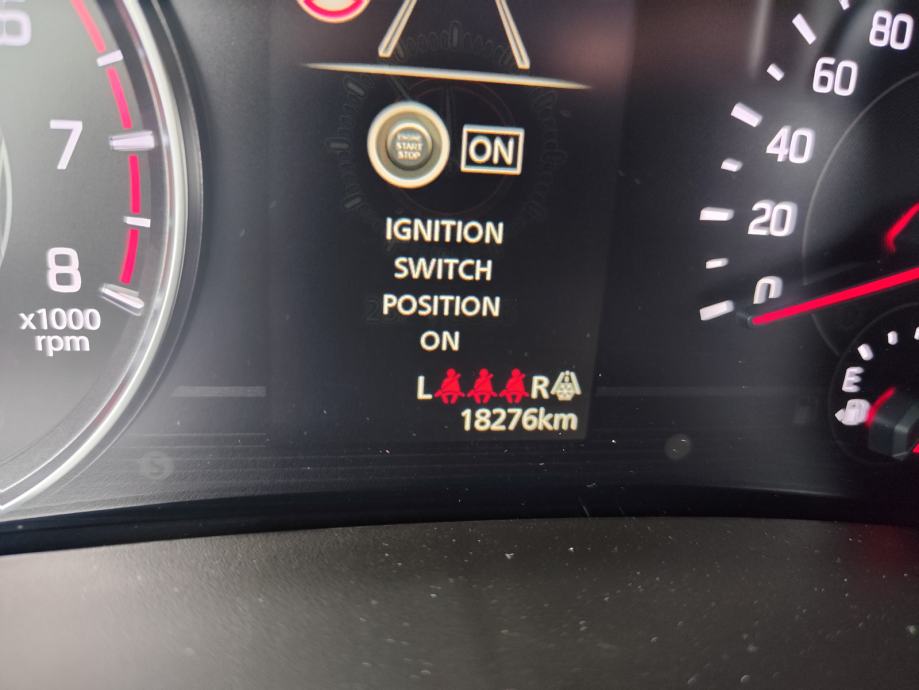 80
60
7
40
ENGINE
START
STOP
ON
20
IGNITION
SWITCH
8
POSITION
0
x1000
rpm
ON
L R
E
18276km